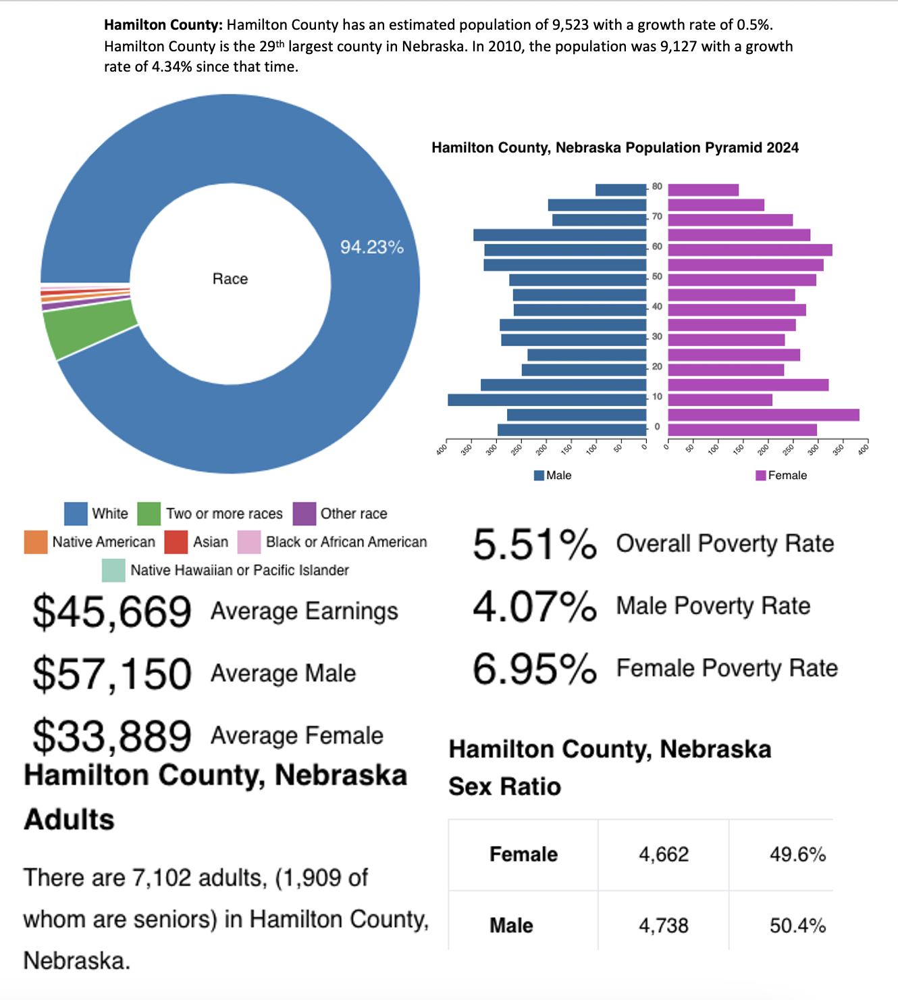 Hamilton County: Hamilton County has an estimated population of 9,523 with a growth rate of 0.5%.
Hamilton County is the 29th largest county in Nebraska. In 2010, the population was 9,127 with a growth
rate of 4.34% since that time.
94.23%
Race
White Two or more races Other race
Native American Asian Black or African American
Native Hawaiian or Pacific Islander
Hamilton County, Nebraska Population Pyramid 2024
80
70
60
50
40
30
20
10
0
400 350 300 250 200 150 100 50 0 0 50 100 150 200 250 300 350 400
Male Female
$45,669 Average Earnings
$57,150 Average Male
$33,889 Average Female
5.51% Overall Poverty Rate
4.07% Male Poverty Rate
6.95% Female Poverty Rate
Hamilton County, Nebraska
Adults
There are 7,102 adults, (1,909 of
whom are seniors) in Hamilton County,
Nebraska.
Hamilton County, Nebraska
Sex Ratio
Female 4,662 49.6%
Male 4,738 50.4%